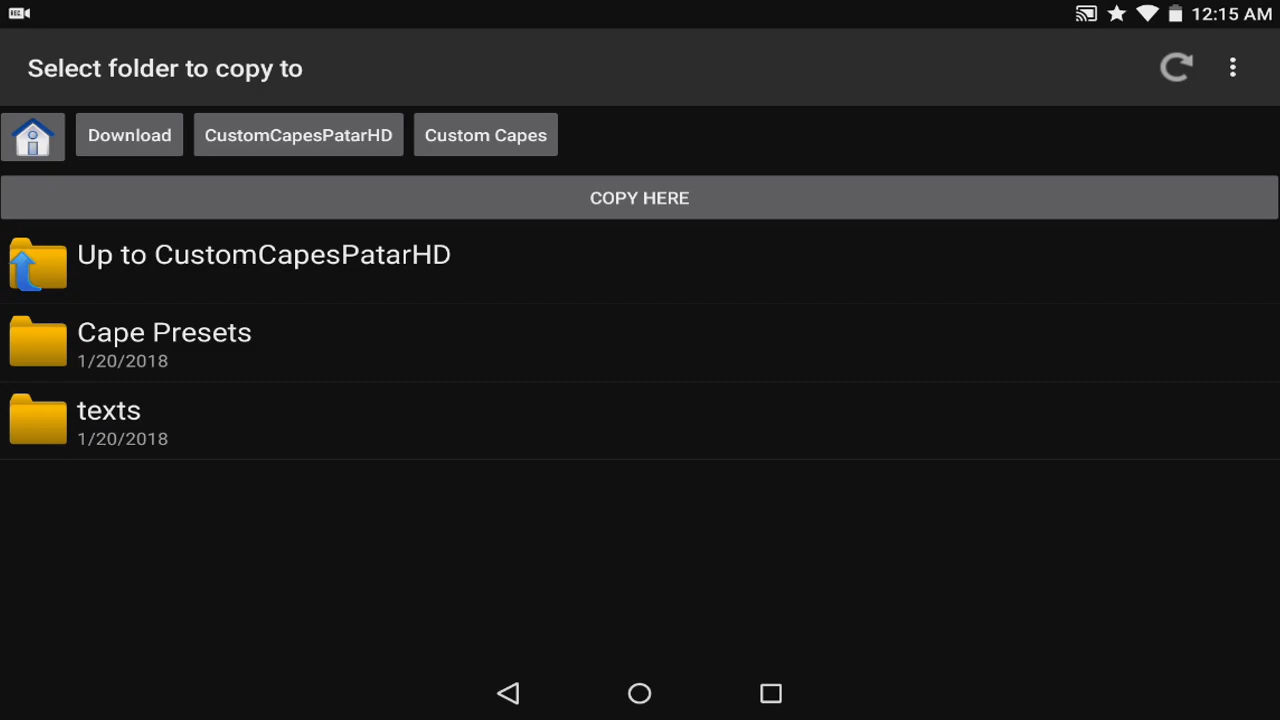 REC
12:15 AM
Select folder to copy to
Download
CustomCapesPatarHD
Custom Capes
COPY HERE
Up to CustomCapesPatarHD
Cape Presets
1/20/2018
texts
1/20/2018